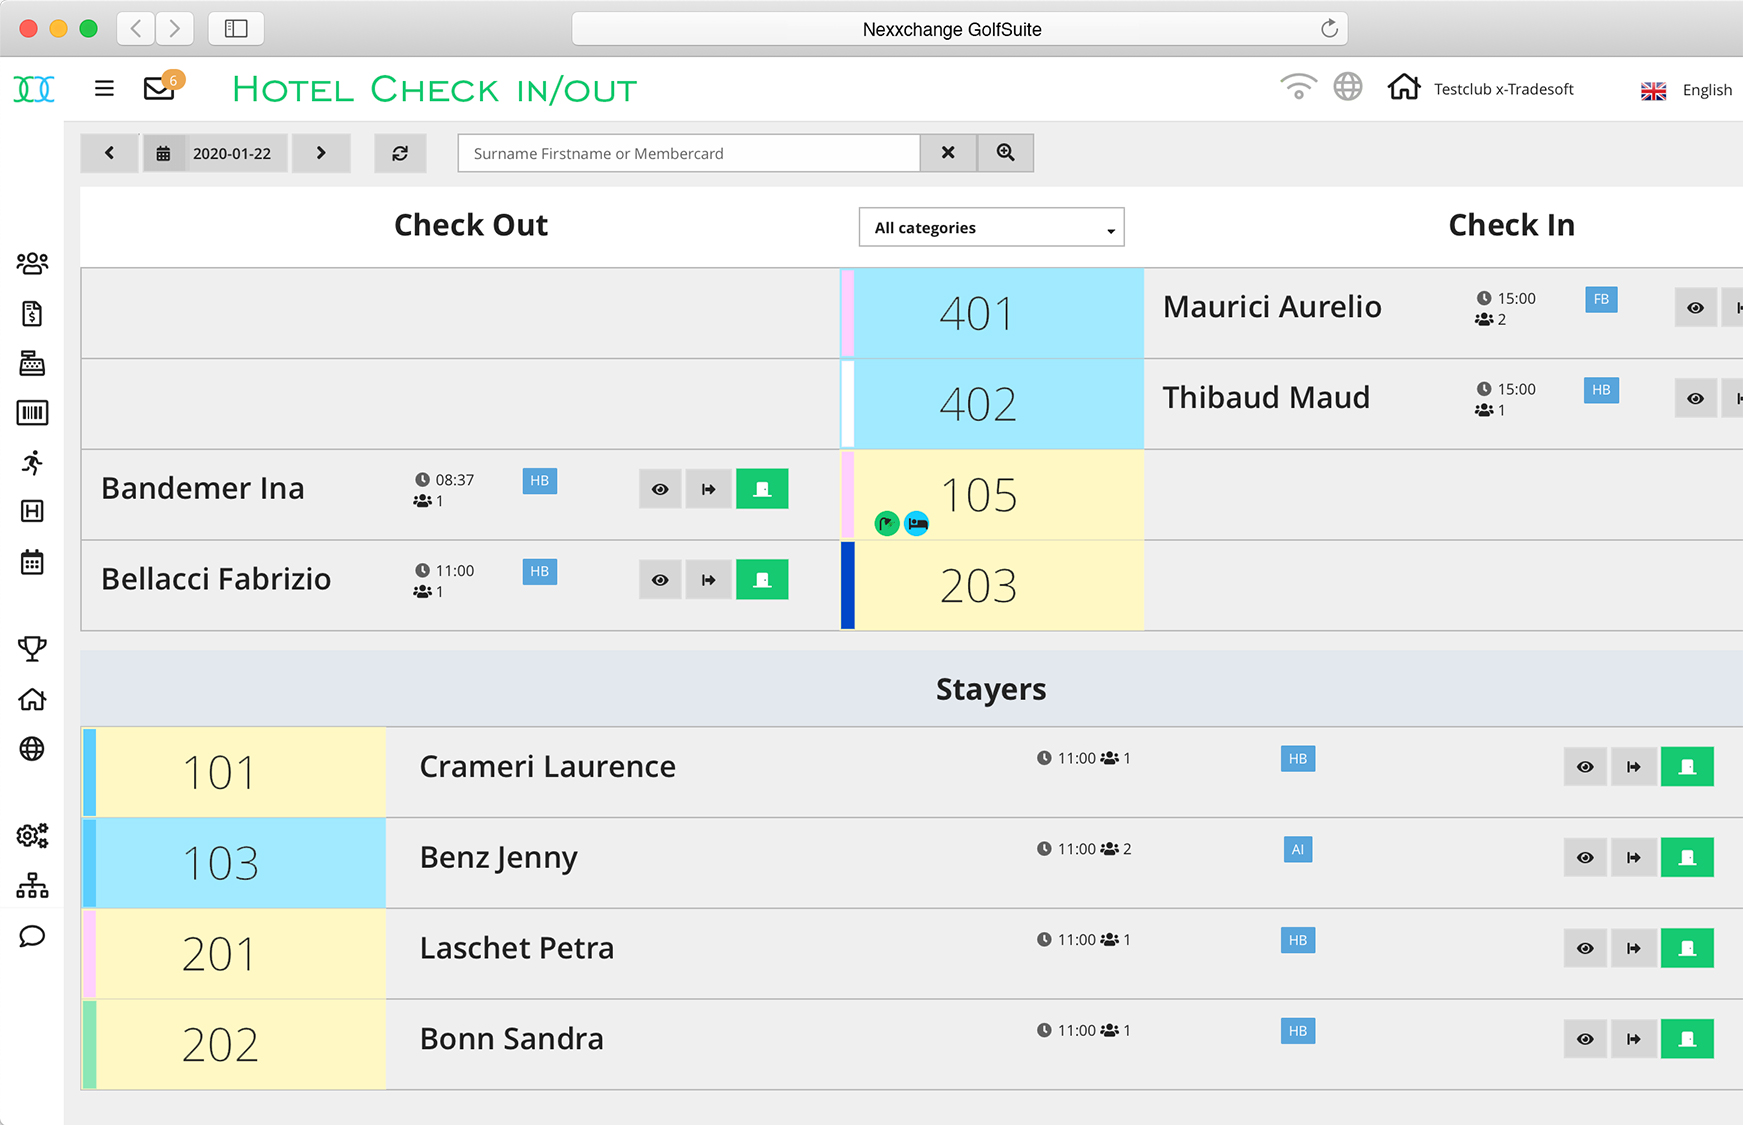 Nexxchange GolfSuite
6
Hotel Check in/out
Testclub x-Tradesoft
English
2020-01-22
Surname Firstname or Membercard
Check Out
All categories
Check In
401
Maurici Aurelio
15:00
2
FB
402
Thibaud Maud
15:00
1
HB
Bandemer Ina
08:37
1
HB
105
Bellacci Fabrizio
11:00
1
HB
203
Stayers
101
Crameri Laurence
11:00 1
HB
103
Benz Jenny
11:00 2
AI
201
Laschet Petra
11:00 1
HB
202
Bonn Sandra
11:00 1
HB